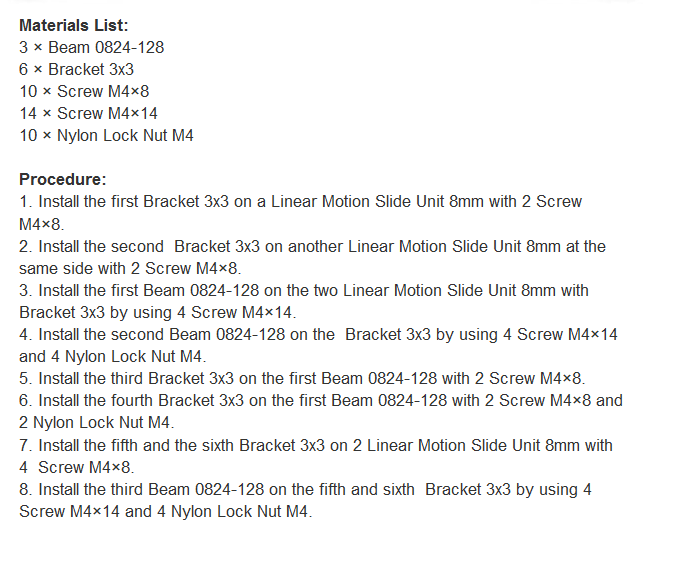 Materials List:
3 × Beam 0824-128
6 × Bracket 3x3
10 × Screw M4×8
14 × Screw M4×14
10 × Nylon Lock Nut M4
Procedure:
1. Install the first Bracket 3x3 on a Linear Motion Slide Unit 8mm with 2 Screw
M4×8.
2. Install the second  Bracket 3x3 on another Linear Motion Slide Unit 8mm at the
same side with 2 Screw M4×8.
3. Install the first Beam 0824-128 on the two Linear Motion Slide Unit 8mm with
Bracket 3x3 by using 4 Screw M4×14.
4. Install the second Beam 0824-128 on the  Bracket 3x3 by using 4 Screw M4×14
and 4 Nylon Lock Nut M4.
5. Install the third Bracket 3x3 on the first Beam 0824-128 with 2 Screw M4×8.
6. Install the fourth Bracket 3x3 on the first Beam 0824-128 with 2 Screw M4×8 and
2 Nylon Lock Nut M4.
7. Install the fifth and the sixth Bracket 3x3 on 2 Linear Motion Slide Unit 8mm with
4  Screw M4×8.
8. Install the third Beam 0824-128 on the fifth and sixth  Bracket 3x3 by using 4
Screw M4×14 and 4 Nylon Lock Nut M4.